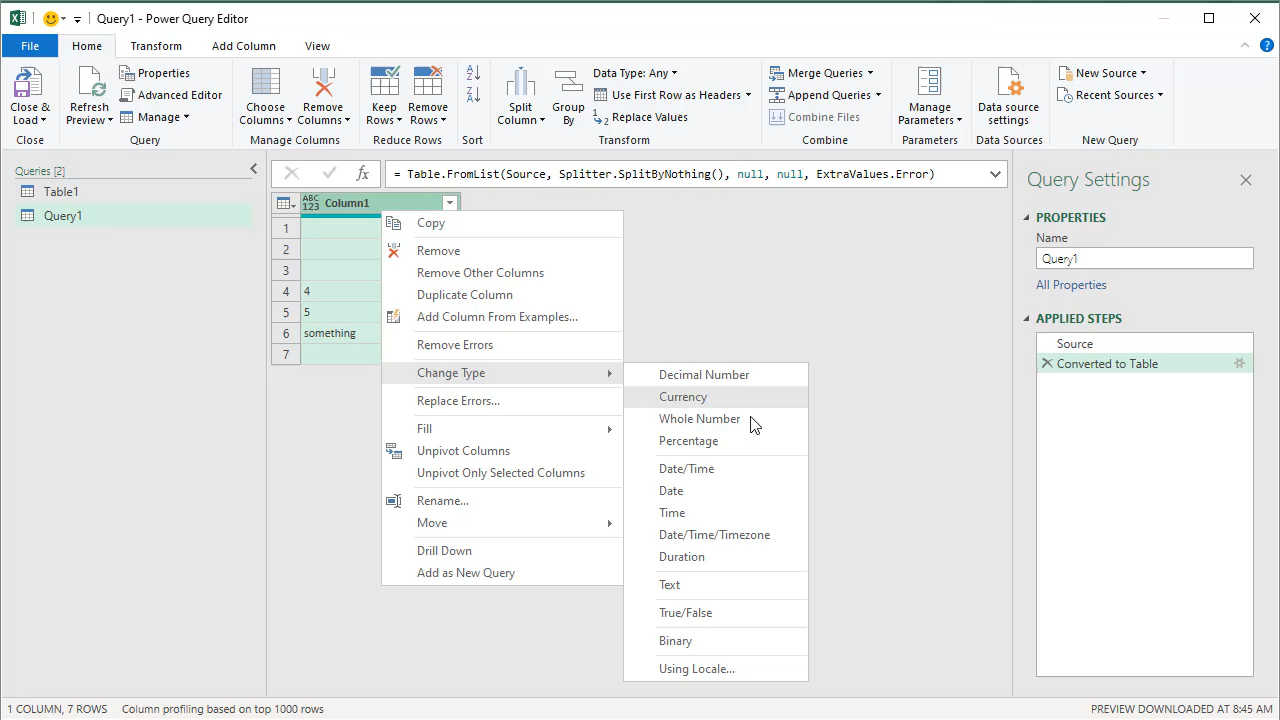 Query1 - Power Query Editor
File Home Transform Add Column View
Close & Load
Close
Refresh Preview
Properties
Advanced Editor
Manage
Query
Choose Columns
Remove Columns
Manage Columns
Keep Rows
Remove Rows
Reduce Rows
Sort
Split Column
Group By
Data Type: Any
Use First Row as Headers
Replace Values
Transform
Merge Queries
Append Queries
Combine Files
Combine
Manage Parameters
Parameters
Data source settings
Data Sources
New Source
Recent Sources
New Query
Queries [2]
Table1
Query1
fx = Table.FromList(Source, Splitter.SplitByNothing(), null, null, ExtraValues.Error)
ABC 123 Column1
1
2
3
4 4
5 5
6 something
7
Copy
Remove
Remove Other Columns
Duplicate Column
Add Column From Examples...
Remove Errors
Change Type
Replace Errors...
Fill
Unpivot Columns
Unpivot Only Selected Columns
Rename...
Move
Drill Down
Add as New Query
Decimal Number
Currency
Whole Number
Percentage
Date/Time
Date
Time
Date/Time/Timezone
Duration
Text
True/False
Binary
Using Locale...
Query Settings
PROPERTIES
Name
Query1
All Properties
APPLIED STEPS
Source
Converted to Table
1 COLUMN, 7 ROWS Column profiling based on top 1000 rows
PREVIEW DOWNLOADED AT 8:45 AM